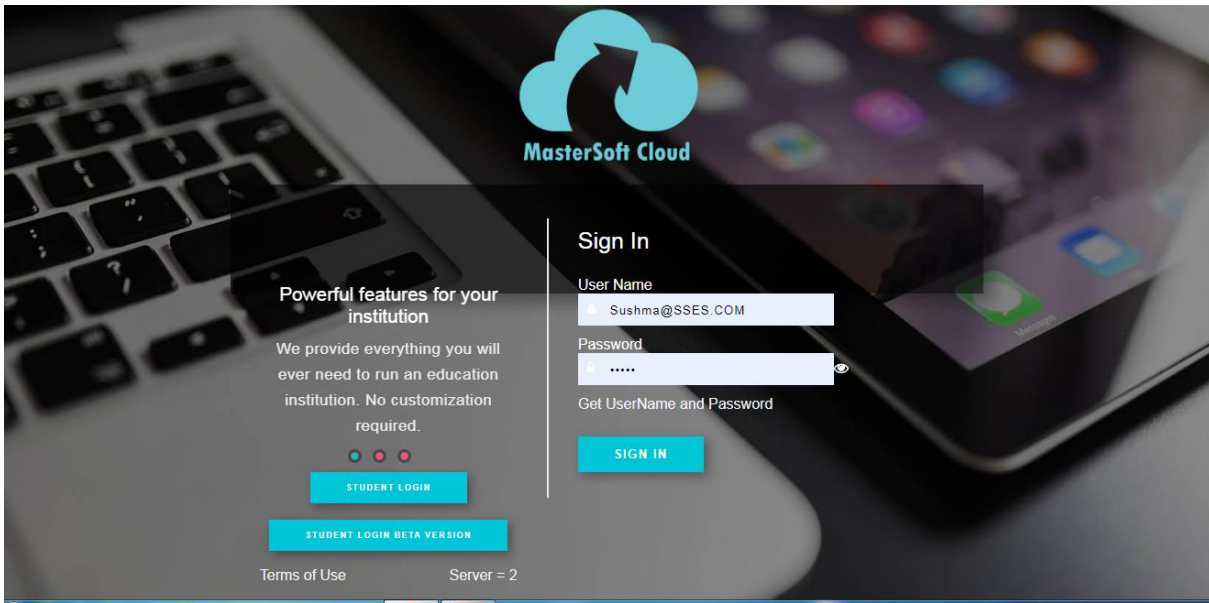 MasterSoft Cloud
Powerful features for your
institution
We provide everything you will
ever need to run an education
institution. No customization
required.
STUDENT LOGIN
STUDENT LOGIN BETA VERSION
Terms of Use
Server = 2
Sign In
User Name
Sushma@SSES.COM
Password
•••••
Get UserName and Password
SIGN IN
Messages